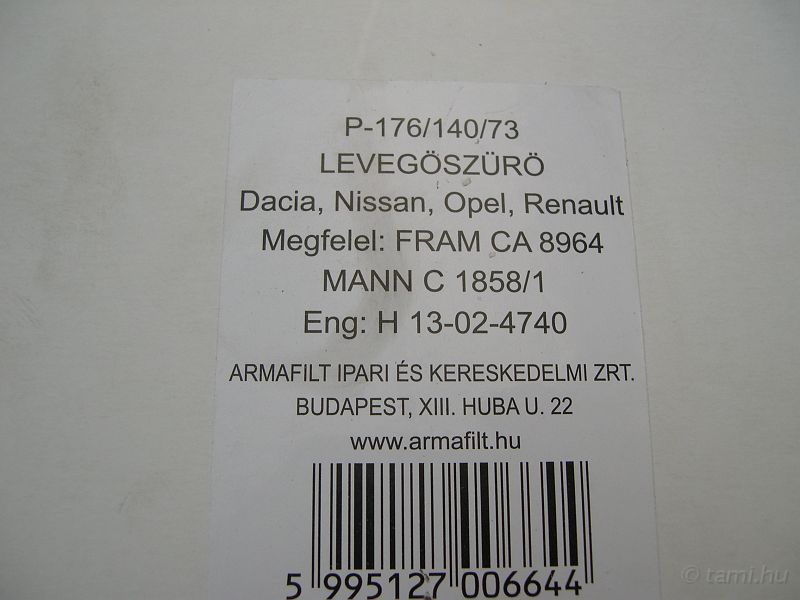 P-176/140/73
LEVEGÖSZÜRÖ
Dacia, Nissan, Opel, Renault
Megfelel: FRAM CA 8964
MANN C 1858/1
Eng: H 13-02-4740
ARMAFILT IPARI ÉS KERESKEDELMI ZRT.
BUDAPEST, XIII. HUBA U. 22
www.armafilt.hu
5 995127 006644
© tami.hu